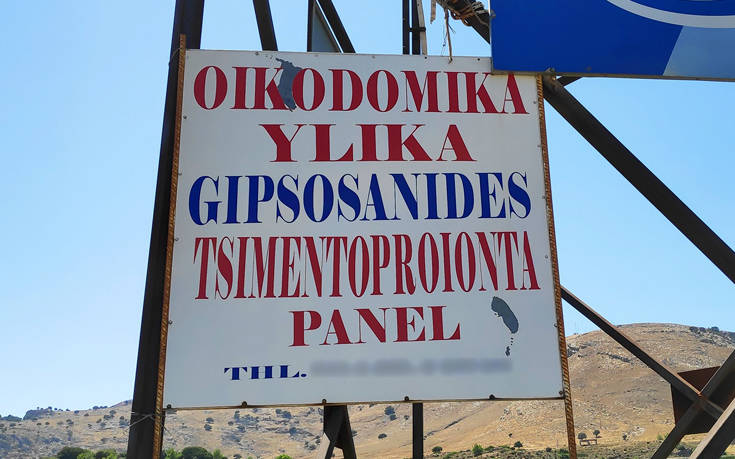 OIKODOMIKA
YLIKA
GIPSOSANIDES
TSIMENTOPROIONTA
PANEL
THL.